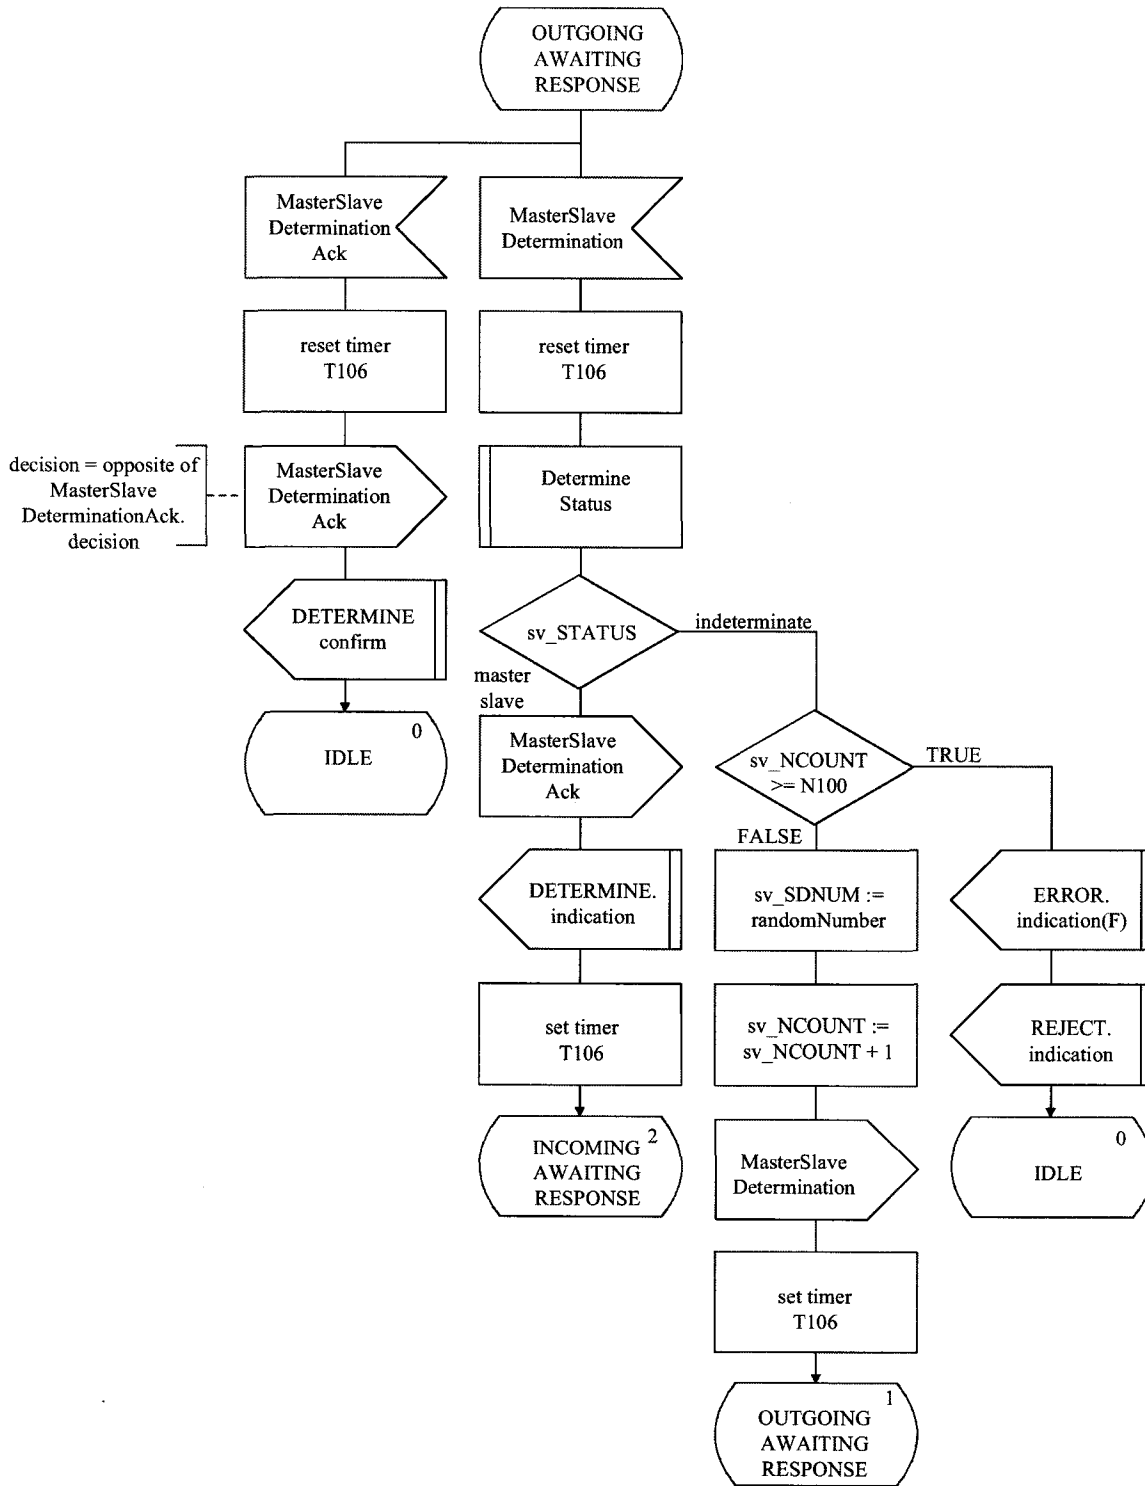 OUTGOING
AWAITING
RESPONSE
MasterSlave
Determination
Ack
MasterSlave
Determination
reset timer
T106
reset timer
T106
decision = opposite of
MasterSlave
DeterminationAck.
decision
MasterSlave
Determination
Ack
Determine
Status
DETERMINE
confirm
sv_STATUS
indeterminate
master
slave
0
IDLE
MasterSlave
Determination
Ack
sv_NCOUNT
>= N100
TRUE
FALSE
DETERMINE.
indication
sv_SDNUM :=
randomNumber
ERROR.
indication(F)
set timer
T106
sv_NCOUNT :=
sv_NCOUNT + 1
REJECT.
indication
INCOMING 2
AWAITING
RESPONSE
MasterSlave
Determination
0
IDLE
set timer
T106
1
OUTGOING
AWAITING
RESPONSE